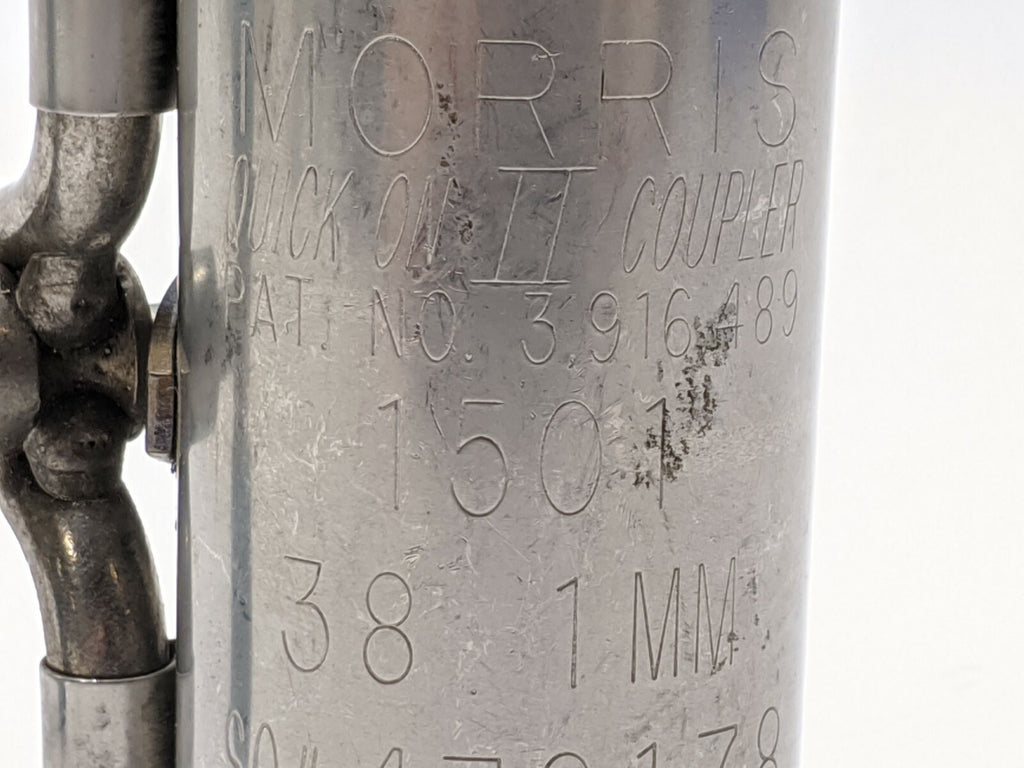 MORRIS
QUICK ON II COUPLER
PAT. NO. 3,916,489
1501
38 1 MM